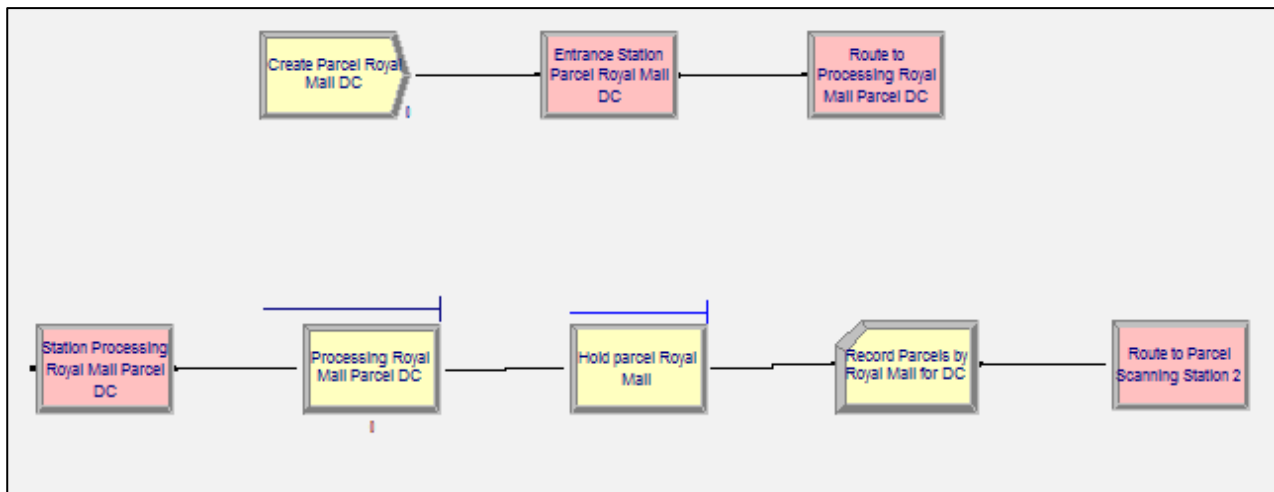 Create Parcel Royal
Mall DC
Entrance Station
Parcel Royal Mall
DC
Route to
Processing Royal
Mall Parcel DC
Station Processing
Royal Mall Parcel
DC
Processing Royal
Mall Parcel DC
Hold parcel Royal
Mall
Record Parcels by
Royal Mall for DC
Route to Parcel
Scanning Station 2